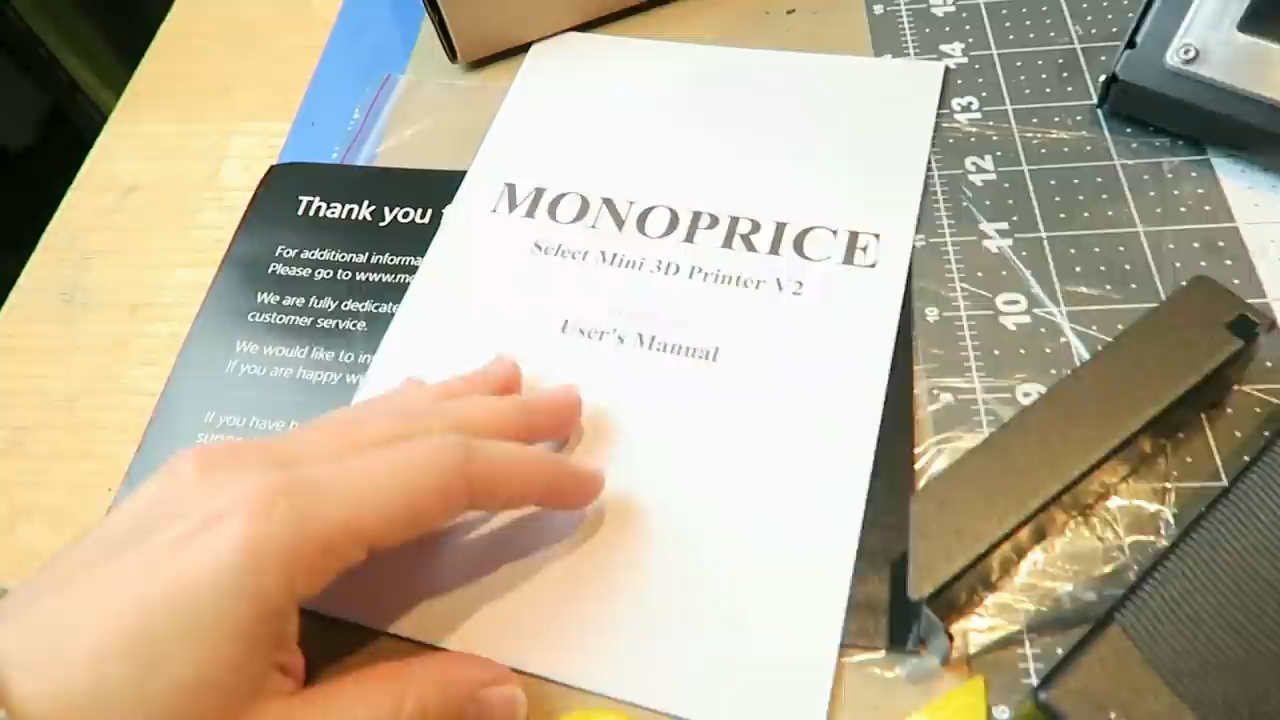 MONOPRICE
Select Mini 3D Printer V2
User's Manual
Thank you
For additional informa
Please go to www.mo
We are fully dedicate
customer service.
We would like to in
If you are happy w
If you have
15
14
13
12
11
10
9
10